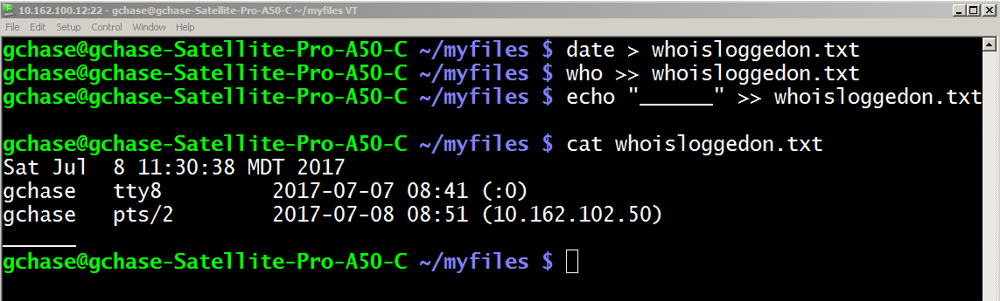 10.162.100.12:22 - gchase@gchase-Satellite-Pro-A50-C ~/myfiles VT
File Edit Setup Control Window Help
gchase@gchase-Satellite-Pro-A50-C ~/myfiles $ date > whoisloggedon.txt
gchase@gchase-Satellite-Pro-A50-C ~/myfiles $ who >> whoisloggedon.txt
gchase@gchase-Satellite-Pro-A50-C ~/myfiles $ echo "______" >> whoisloggedon.txt
gchase@gchase-Satellite-Pro-A50-C ~/myfiles $ cat whoisloggedon.txt
Sat Jul  8 11:30:38 MDT 2017
gchase   tty8         2017-07-07 08:41 (:0)
gchase   pts/2        2017-07-08 08:51 (10.162.102.50)
______
gchase@gchase-Satellite-Pro-A50-C ~/myfiles $